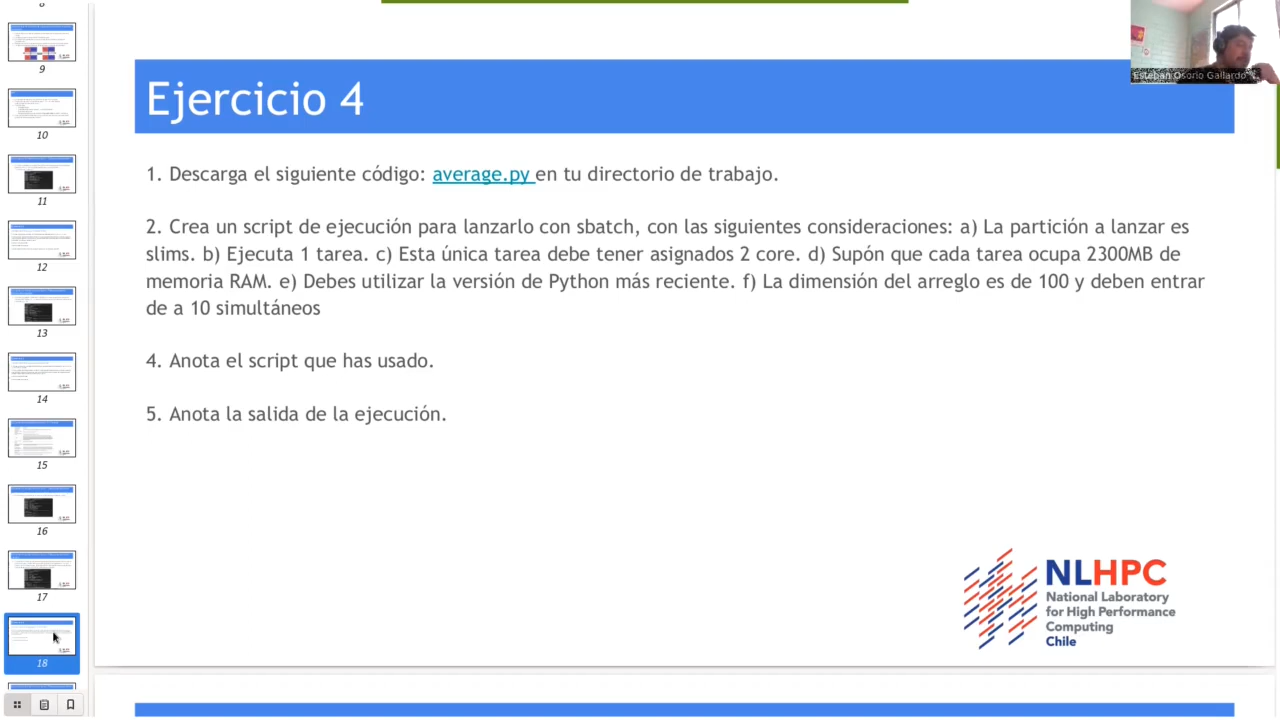 9
10
11
12
13
14
15
16
17
18
Esteban Osorio Gallardo
Ejercicio 4
1. Descarga el siguiente código: average.py en tu directorio de trabajo.
2. Crea un script de ejecución para lanzarlo con sbatch, con las siguientes consideraciones: a) La partición a lanzar es
slims. b) Ejecuta 1 tarea. c) Esta única tarea debe tener asignados 2 core. d) Supón que cada tarea ocupa 2300MB de
memoria RAM. e) Debes utilizar la versión de Python más reciente. f) La dimensión del arreglo es de 100 y deben entrar
de a 10 simultáneos
4. Anota el script que has usado.
5. Anota la salida de la ejecución.
NLHPC
National Laboratory
for High Performance
Computing
Chile